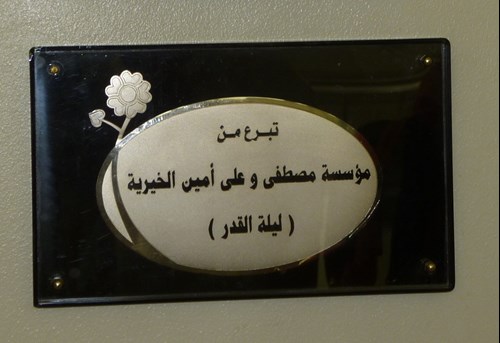 تبرع من
مؤسسة مصطفى و على أمين الخيرية
( ليلة القدر )